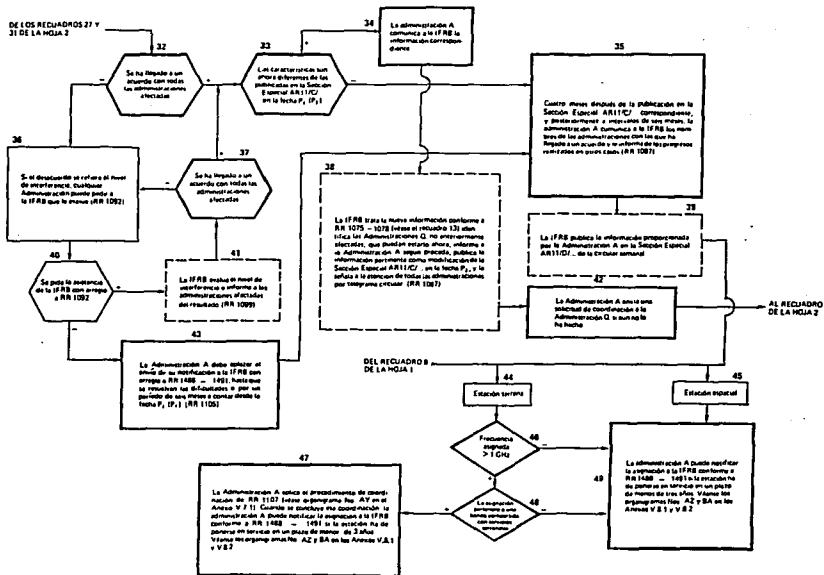 DE LOS RECUADROS 27 Y
31 DE LA HOJA 2
32
Se ha llegado a un
acuerdo con todas
las administraciones
afectadas
33
Las características son
ahora diferentes de las
publicadas en la Sección
Especial AR11/C/
en la fecha P₁ (P₂)
34
La administración A
comunica a la IFRB la
información correspon-
diente
35
Cuatro meses después de la publicación en la
Sección Especial AR11/C/ correspondiente,
y posteriormente a intervalos de seis meses, la
administración A comunica a la IFRB los nom-
bres de las administraciones con las que ha
llegado a un acuerdo y le informa de los progresos
realizados en otros casos (RR 1087)
36
Si el desacuerdo se refiere al nivel
de interferencia, cualquier
Administración puede pedir a
la IFRB que lo evalúe (RR 1092)
37
Se ha llegado a un
acuerdo con todas las
administraciones
afectadas
38
La IFRB trata la nueva información conforme a
RR 1075 – 1078 (véase el recuadro 13) iden-
tifica las Administraciones Q, no anteriormente
afectadas, que puedan estarlo ahora, informa a
la Administración A según proceda, publica la
información pertinente como modificación de la
Sección Especial AR11/C/ . en la fecha P₂, y la
señala a la atención de todas las administraciones
por telegrama circular (RR 1087)
39
La IFRB publica la información proporcionada
por la Administración A en la Sección Especial
AR11/D/... de la circular semanal
40
Se pide la asistencia
de la IFRB con arreglo
a RR 1092
41
La IFRB evalúa el nivel de
interferencia e informa a las
administraciones afectadas
del resultado (RR 1099)
42
La Administración A envía una
solicitud de coordinación a la
Administración Q si aún no lo
ha hecho
AL RECUADRO
DE LA HOJA 2
43
La Administración A debe aplazar el
envío de su notificación a la IFRB con
arreglo a RR 1488 – 1491, hasta que
se resuelvan las dificultades o por un
período de seis meses a contar desde la
fecha P₁ (P₂) (RR 1105)
DEL RECUADRO 8
DE LA HOJA 1
44
Estación terrena
45
Estación espacial
46
Frecuencia
asignada
> 1 GHz
47
La Administración A aplica el procedimiento de coordi-
nación de RR 1107 (véase organigrama No. AY en el
Anexo V.7.1). Cuando se concluye esa coordinación la
administración A puede notificar la asignación a la IFRB
conforme a RR 1488 – 1491 si la estación ha de
ponerse en servicio en un plazo de menos de 3 años
Véanse los organigramas No. AZ y BA en los Anexos V.8.1
y V.8.2
48
La asignación
pertenece a una
banda compartida
con servicios
terrenales
49
La administración A puede notificar
la asignación a la IFRB conforme a
RR 1488 – 1491 si la estación ha
de ponerse en servicio en un plazo
de menos de tres años. Véanse los
organigramas Nos. AZ y BA en los
Anexos V.8.1 y V.8.2